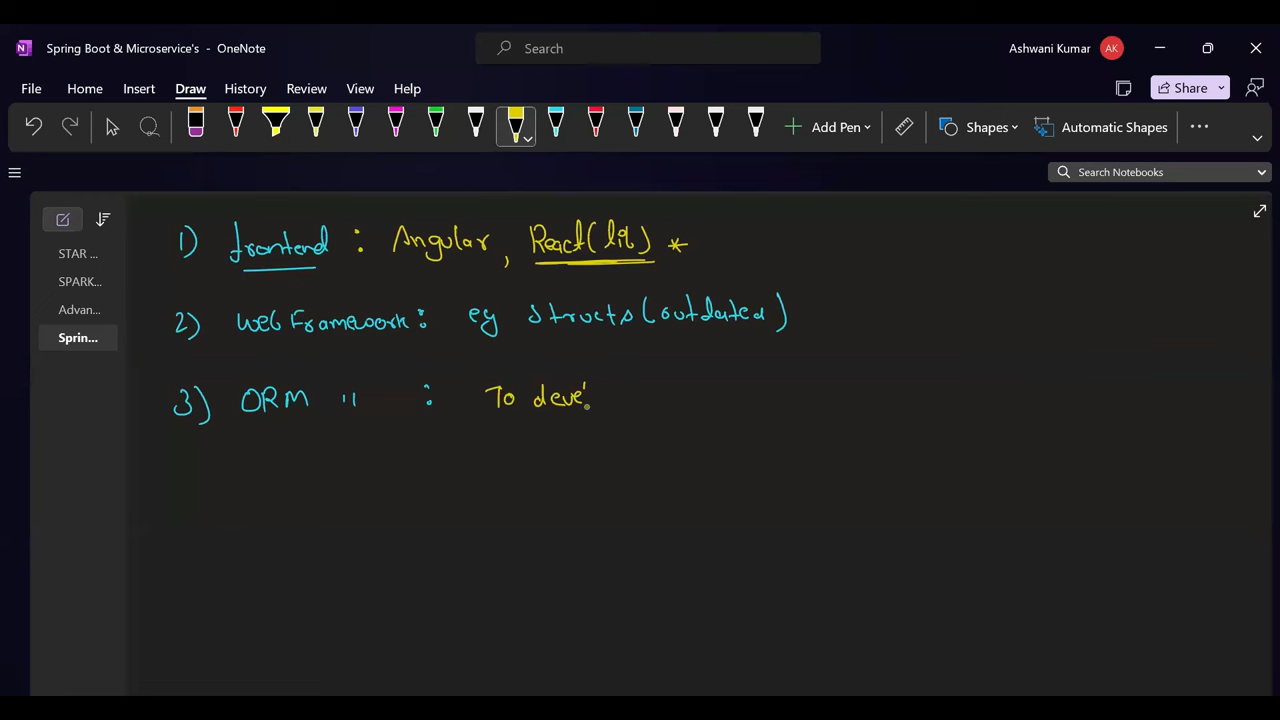 Spring Boot & Microservice's - OneNote
Search
Ashwani Kumar
AK
File Home Insert Draw History Review View Help
Share
Add Pen
Shapes
Automatic Shapes
Search Notebooks
STAR ...
SPARK...
Advan...
Sprin...
1) frontend : Angular, React(lib) *
2) WebFramework: eg Structs(outdated)
3) ORM " : To deve